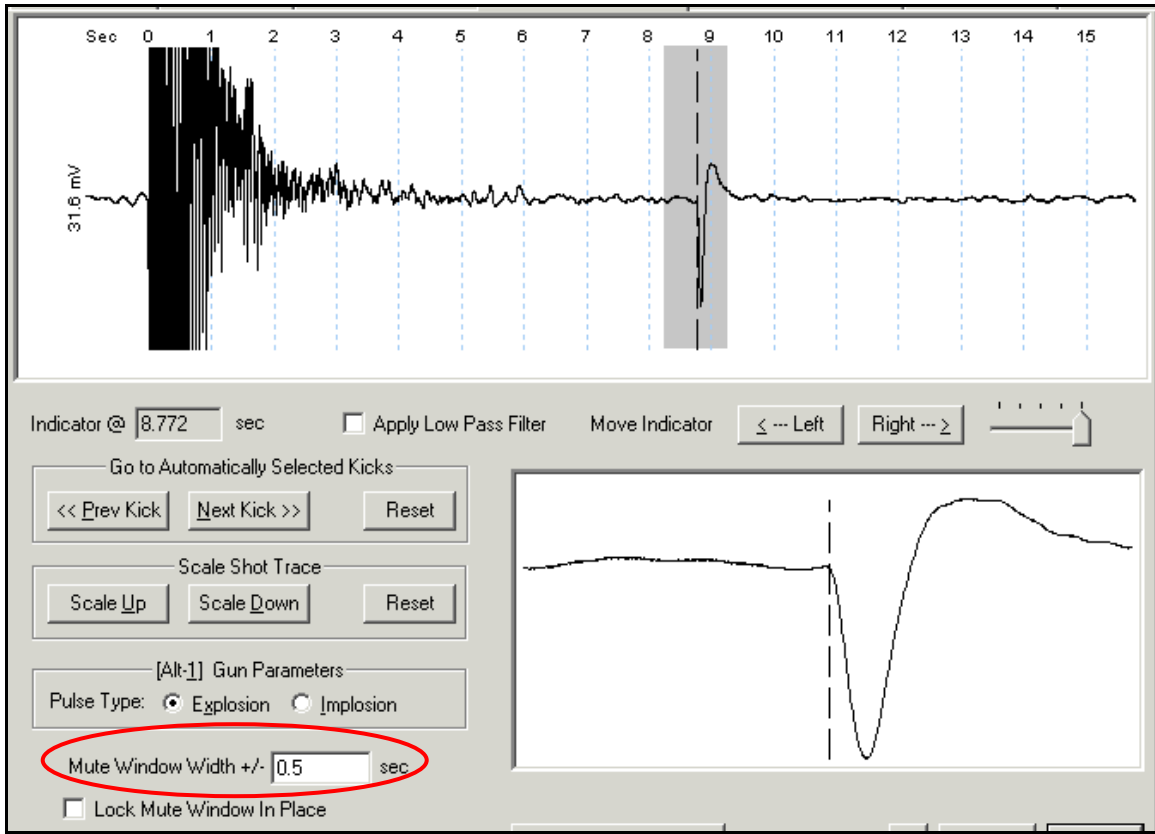 Sec 0 1 2 3 4 5 6 7 8 9 10 11 12 13 14 15
31.6 mV
Indicator @ 8.772 sec Apply Low Pass Filter Move Indicator < --- Left Right --- >
Go to Automatically Selected Kicks
<< Prev Kick Next Kick >> Reset
Scale Shot Trace
Scale Up Scale Down Reset
[Alt-1] Gun Parameters
Pulse Type: Explosion Implosion
Mute Window Width +/- 0.5 sec
Lock Mute Window In Place